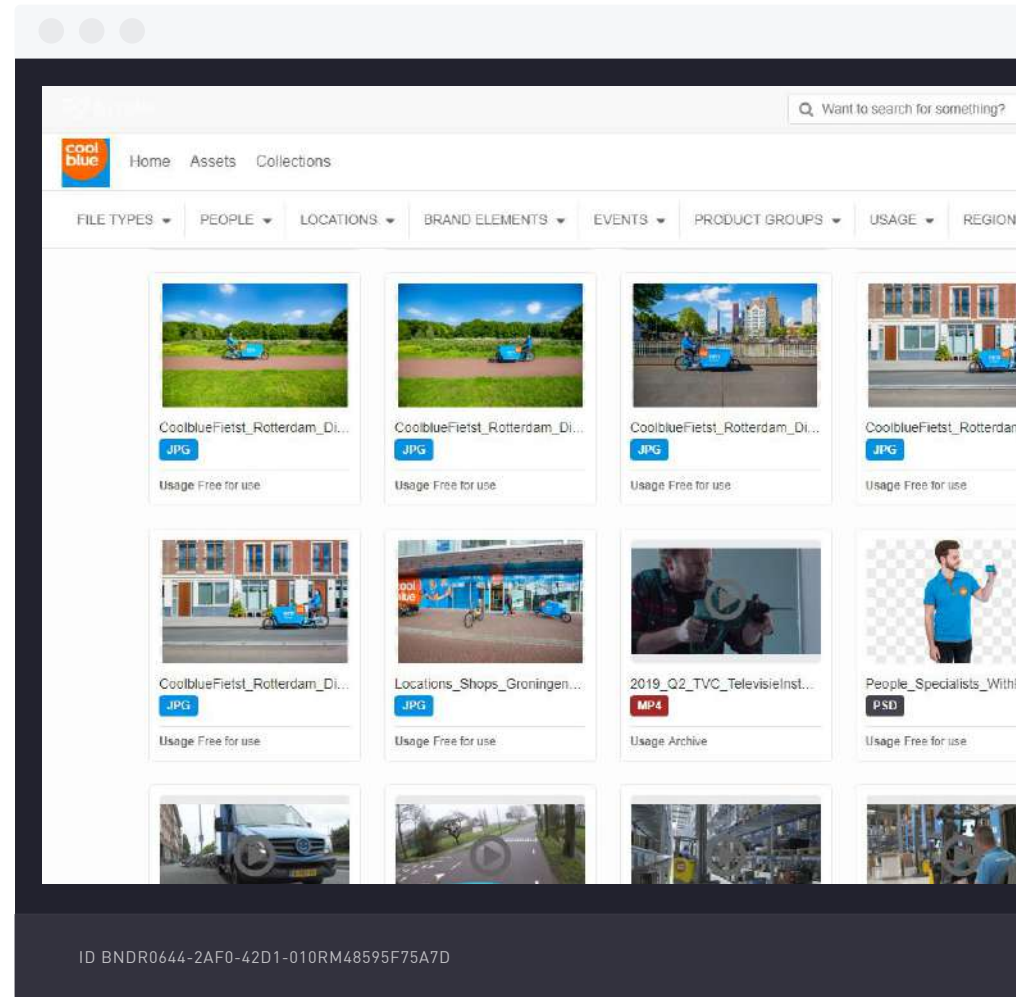 Want to search for something?
cool
blue
Home Assets Collections
FILE TYPES PEOPLE LOCATIONS BRAND ELEMENTS EVENTS PRODUCT GROUPS USAGE REGION
CoolblueFietst_Rotterdam_Di... CoolblueFietst_Rotterdam_Di... CoolblueFietst_Rotterdam_Di... CoolblueFietst_Rotterdam
JPG JPG JPG JPG
Usage Free for use Usage Free for use Usage Free for use Usage Free for use
cool
blue
CoolblueFietst_Rotterdam_Di... Locations_Shops_Groningen... 2019_Q2_TVC_TelevisieInst... People_Specialists_With
JPG JPG MP4 PSD
Usage Free for use Usage Free for use Usage Archive Usage Free for use
ID BNDR0644-2AF0-42D1-010RM48595F75A7D